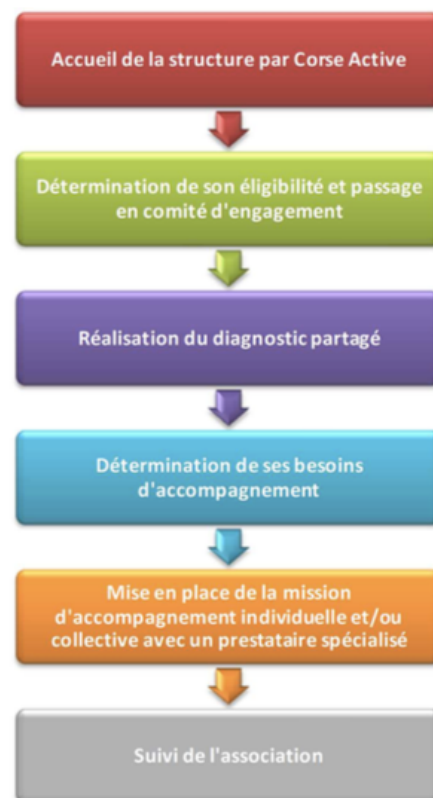 Accueil de la structure par Corse Active
Détermination de son éligibilité et passage
en comité d'engagement
Réalisation du diagnostic partagé
Détermination de ses besoins
d'accompagnement
Mise en place de la mission
d'accompagnement individuelle et/ou
collective avec un prestataire spécialisé
Suivi de l'association